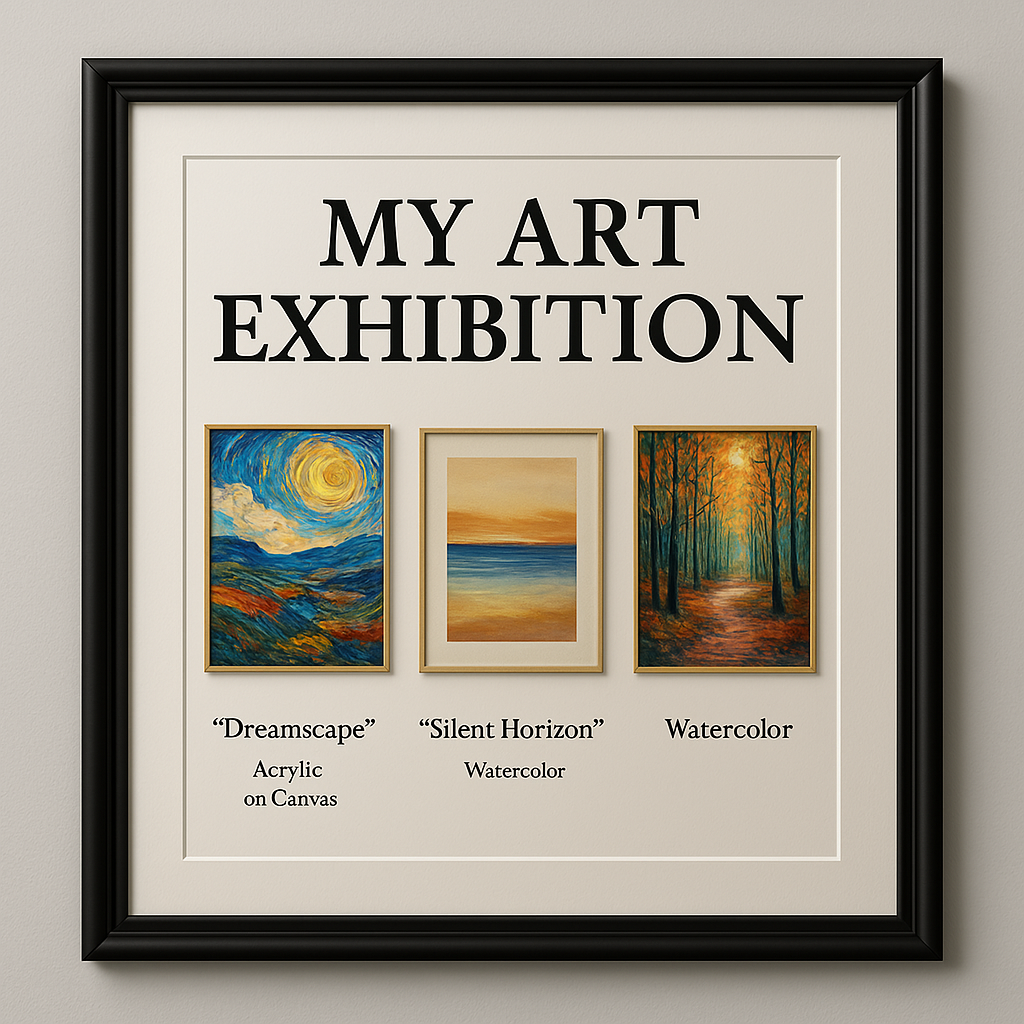 MY ART
EXHIBITION
“Dreamscape”
Acrylic
on Canvas
“Silent Horizon”
Watercolor
Watercolor